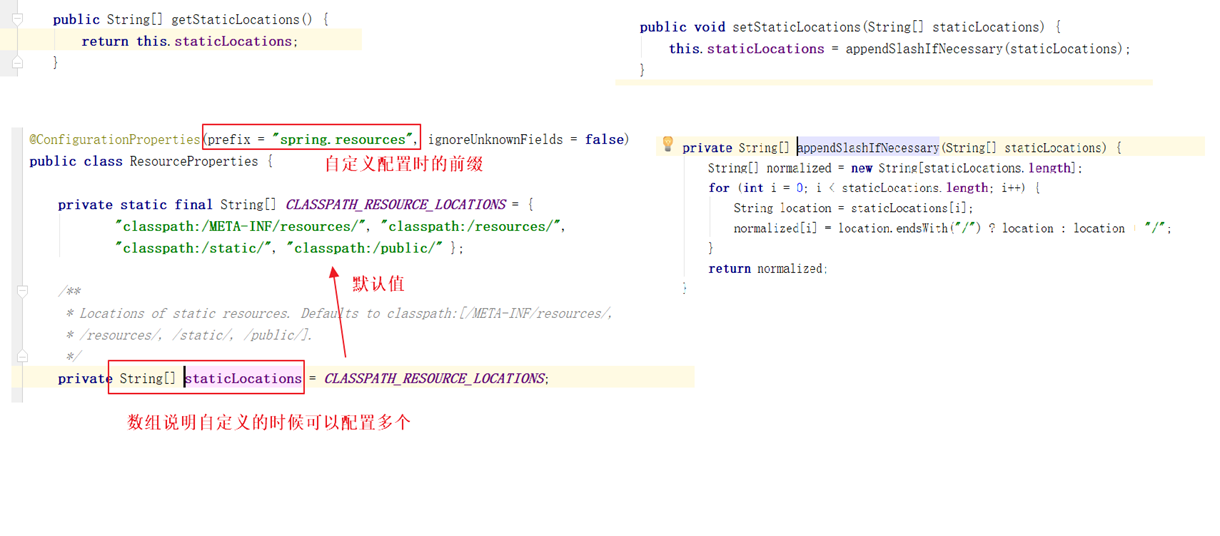 public String[] getStaticLocations() {
return this.staticLocations;
}
public void setStaticLocations(String[] staticLocations) {
this.staticLocations = appendSlashIfNecessary(staticLocations);
}
@ConfigurationProperties(prefix = "spring.resources", ignoreUnknownFields = false)
public class ResourceProperties {
自定义配置时的前缀
private static final String[] CLASSPATH_RESOURCE_LOCATIONS = {
"classpath:/META-INF/resources/", "classpath:/resources/",
"classpath:/static/", "classpath:/public/" };
默认值
/**
* Locations of static resources. Defaults to classpath:[/META-INF/resources/,
* /resources/, /static/, /public/].
*/
private String[] staticLocations = CLASSPATH_RESOURCE_LOCATIONS;
数组说明自定义的时候可以配置多个
private String[] appendSlashIfNecessary(String[] staticLocations) {
String[] normalized = new String[staticLocations.length];
for (int i = 0; i < staticLocations.length; i++) {
String location = staticLocations[i];
normalized[i] = location.endsWith("/") ? location : location + "/";
}
return normalized;
}